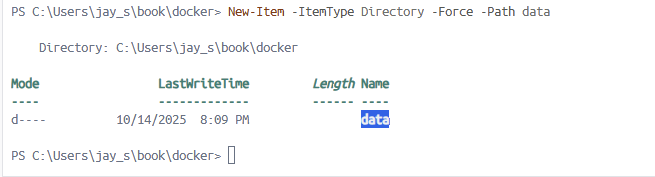 PS C:\Users\jay_s\book\docker> New-Item -ItemType Directory -Force -Path data
Directory: C:\Users\jay_s\book\docker
Mode                 LastWriteTime         Length Name
----                 -------------         ------ ----
d----          10/14/2025  8:09 PM                data
PS C:\Users\jay_s\book\docker>